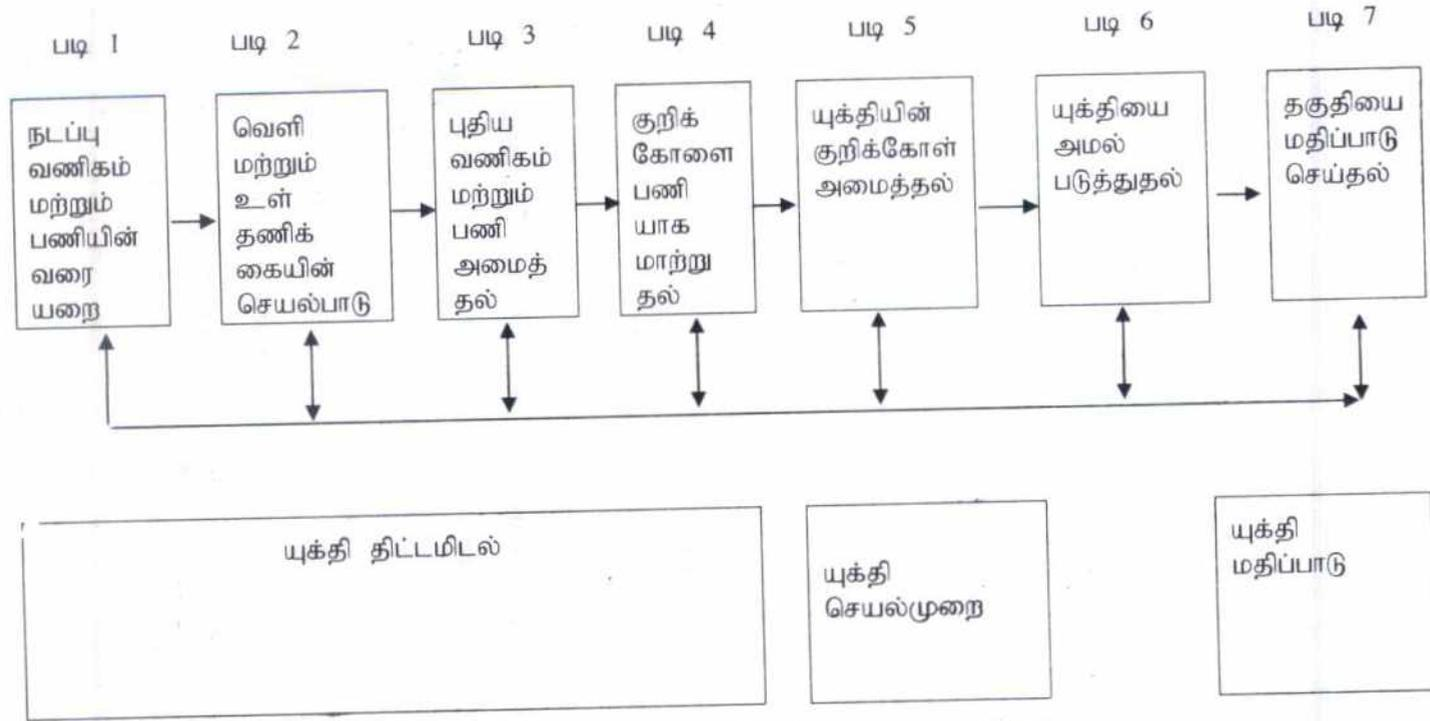 படி 1 படி 2 படி 3 படி 4 படி 5 படி 6 படி 7
நடப்பு
வணிகம்
மற்றும்
பணியின்
வரை
யறை
வெளி
மற்றும்
உள்
தணிக்
கையின்
செயல்பாடு
புதிய
வணிகம்
மற்றும்
பணி
அமைத்
தல்
குறிக்
கோளை
பணி
யாக
மாற்று
தல்
யுக்தியின்
குறிக்கோள்
அமைத்தல்
யுக்தியை
அமல்
படுத்துதல்
தகுதியை
மதிப்பாடு
செய்தல்
யுக்தி திட்டமிடல்
யுக்தி
செயல்முறை
யுக்தி
மதிப்பாடு